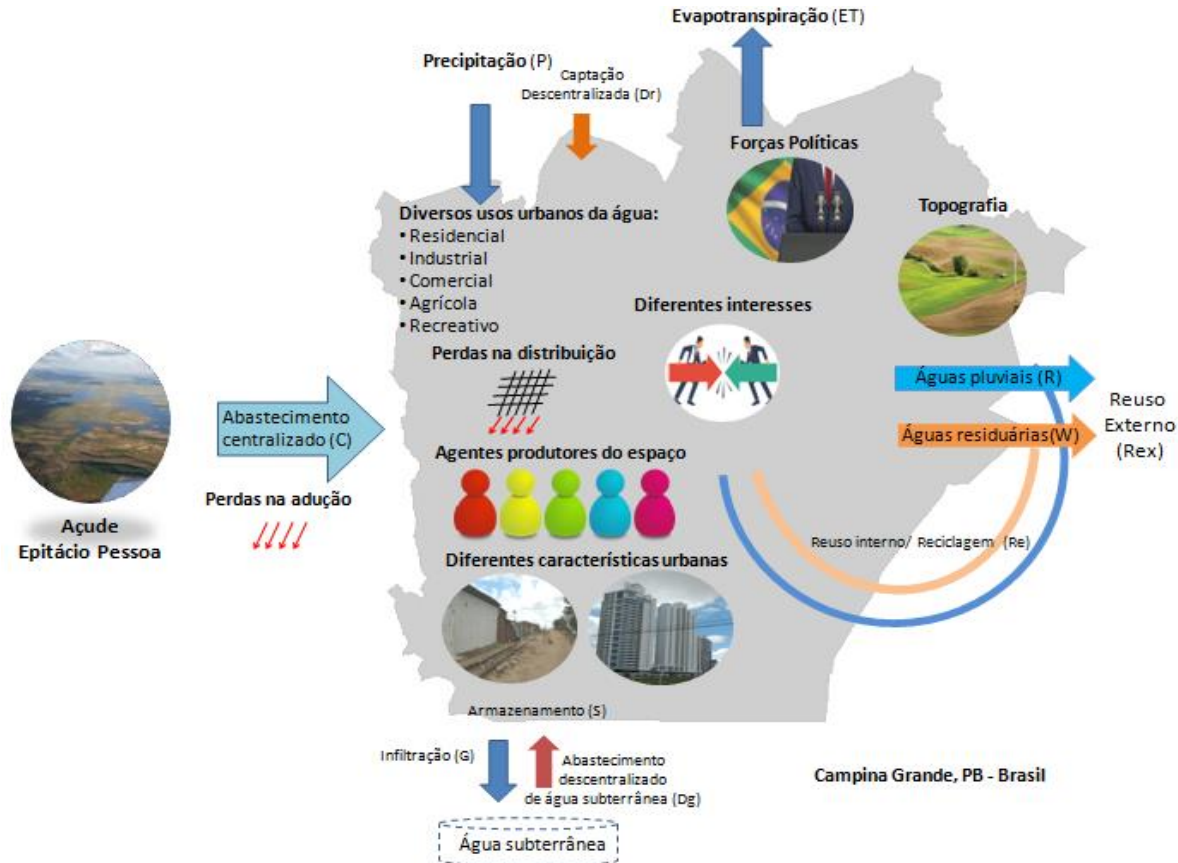 Evapotranspiração (ET)
Precipitação (P)
Captação
Descentralizada (Dr)
Forças Políticas
Topografia
Diversos usos urbanos da água:
• Residencial
• Industrial
• Comercial
• Agrícola
• Recreativo
Diferentes interesses
Perdas na distribuição
Águas pluviais (R)
Águas residuárias(W)
Reuso
Externo
(Rex)
Abastecimento
centralizado (C)
Agentes produtores do espaço
Perdas na adução
Açude
Epitácio Pessoa
Reuso interno/ Reciclagem (Re)
Diferentes características urbanas
Armazenamento (S)
Infiltração (G)
Abastecimento
descentralizado
de água subterrânea (Dg)
Campina Grande, PB - Brasil
Água subterrânea